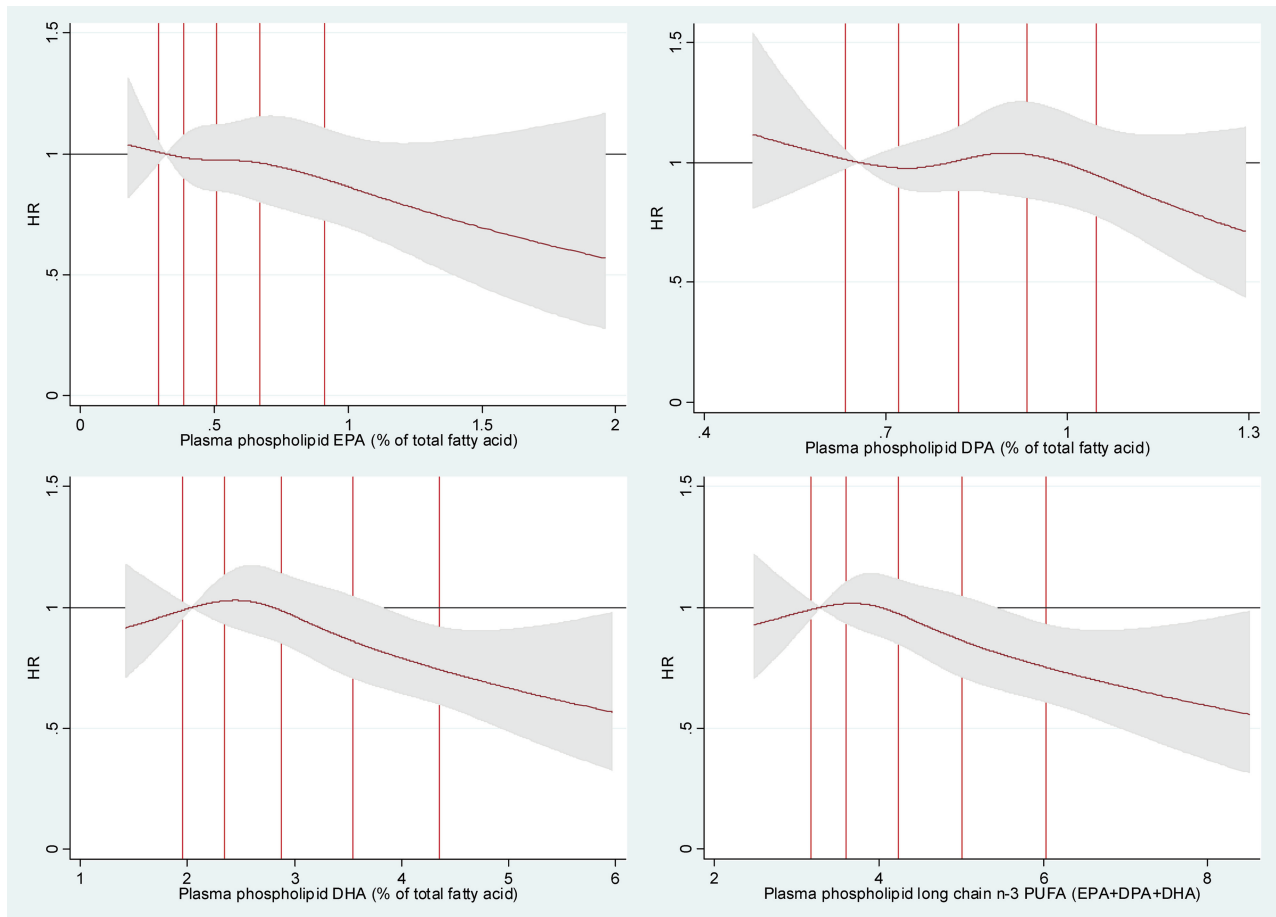 1.5
1
.5
0
HR
0 .5 1 1.5 2
Plasma phospholipid EPA (% of total fatty acid)
1.5
1
.5
0
HR
.4 .7 1 1.3
Plasma phospholipid DPA (% of total fatty acid)
1.5
1
.5
0
HR
1 2 3 4 5 6
Plasma phospholipid DHA (% of total fatty acid)
1.5
1
.5
0
HR
2 4 6 8
Plasma phospholipid long chain n-3 PUFA (EPA+DPA+DHA)